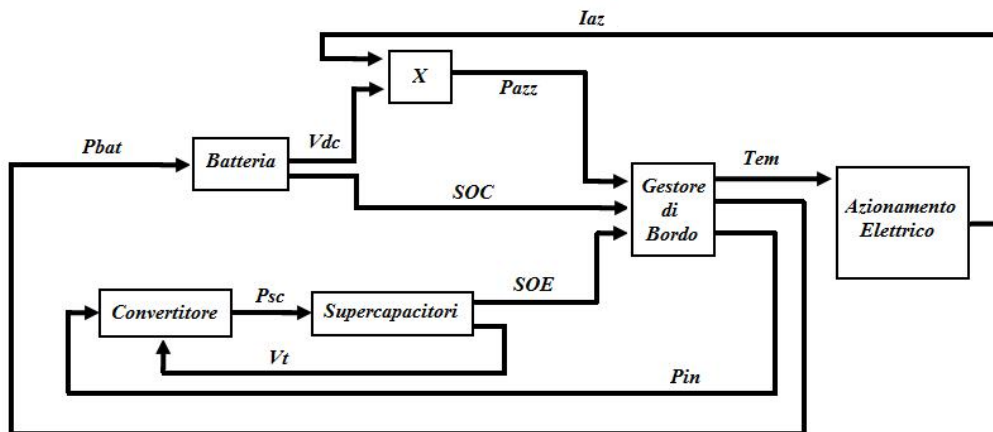 Iaz
X
Pazz
Pbat
Batteria
Vdc
SOC
Gestore
di
Bordo
Tem
Azionamento
Elettrico
Convertitore
Psc
Supercapacitori
SOE
Vt
Pin